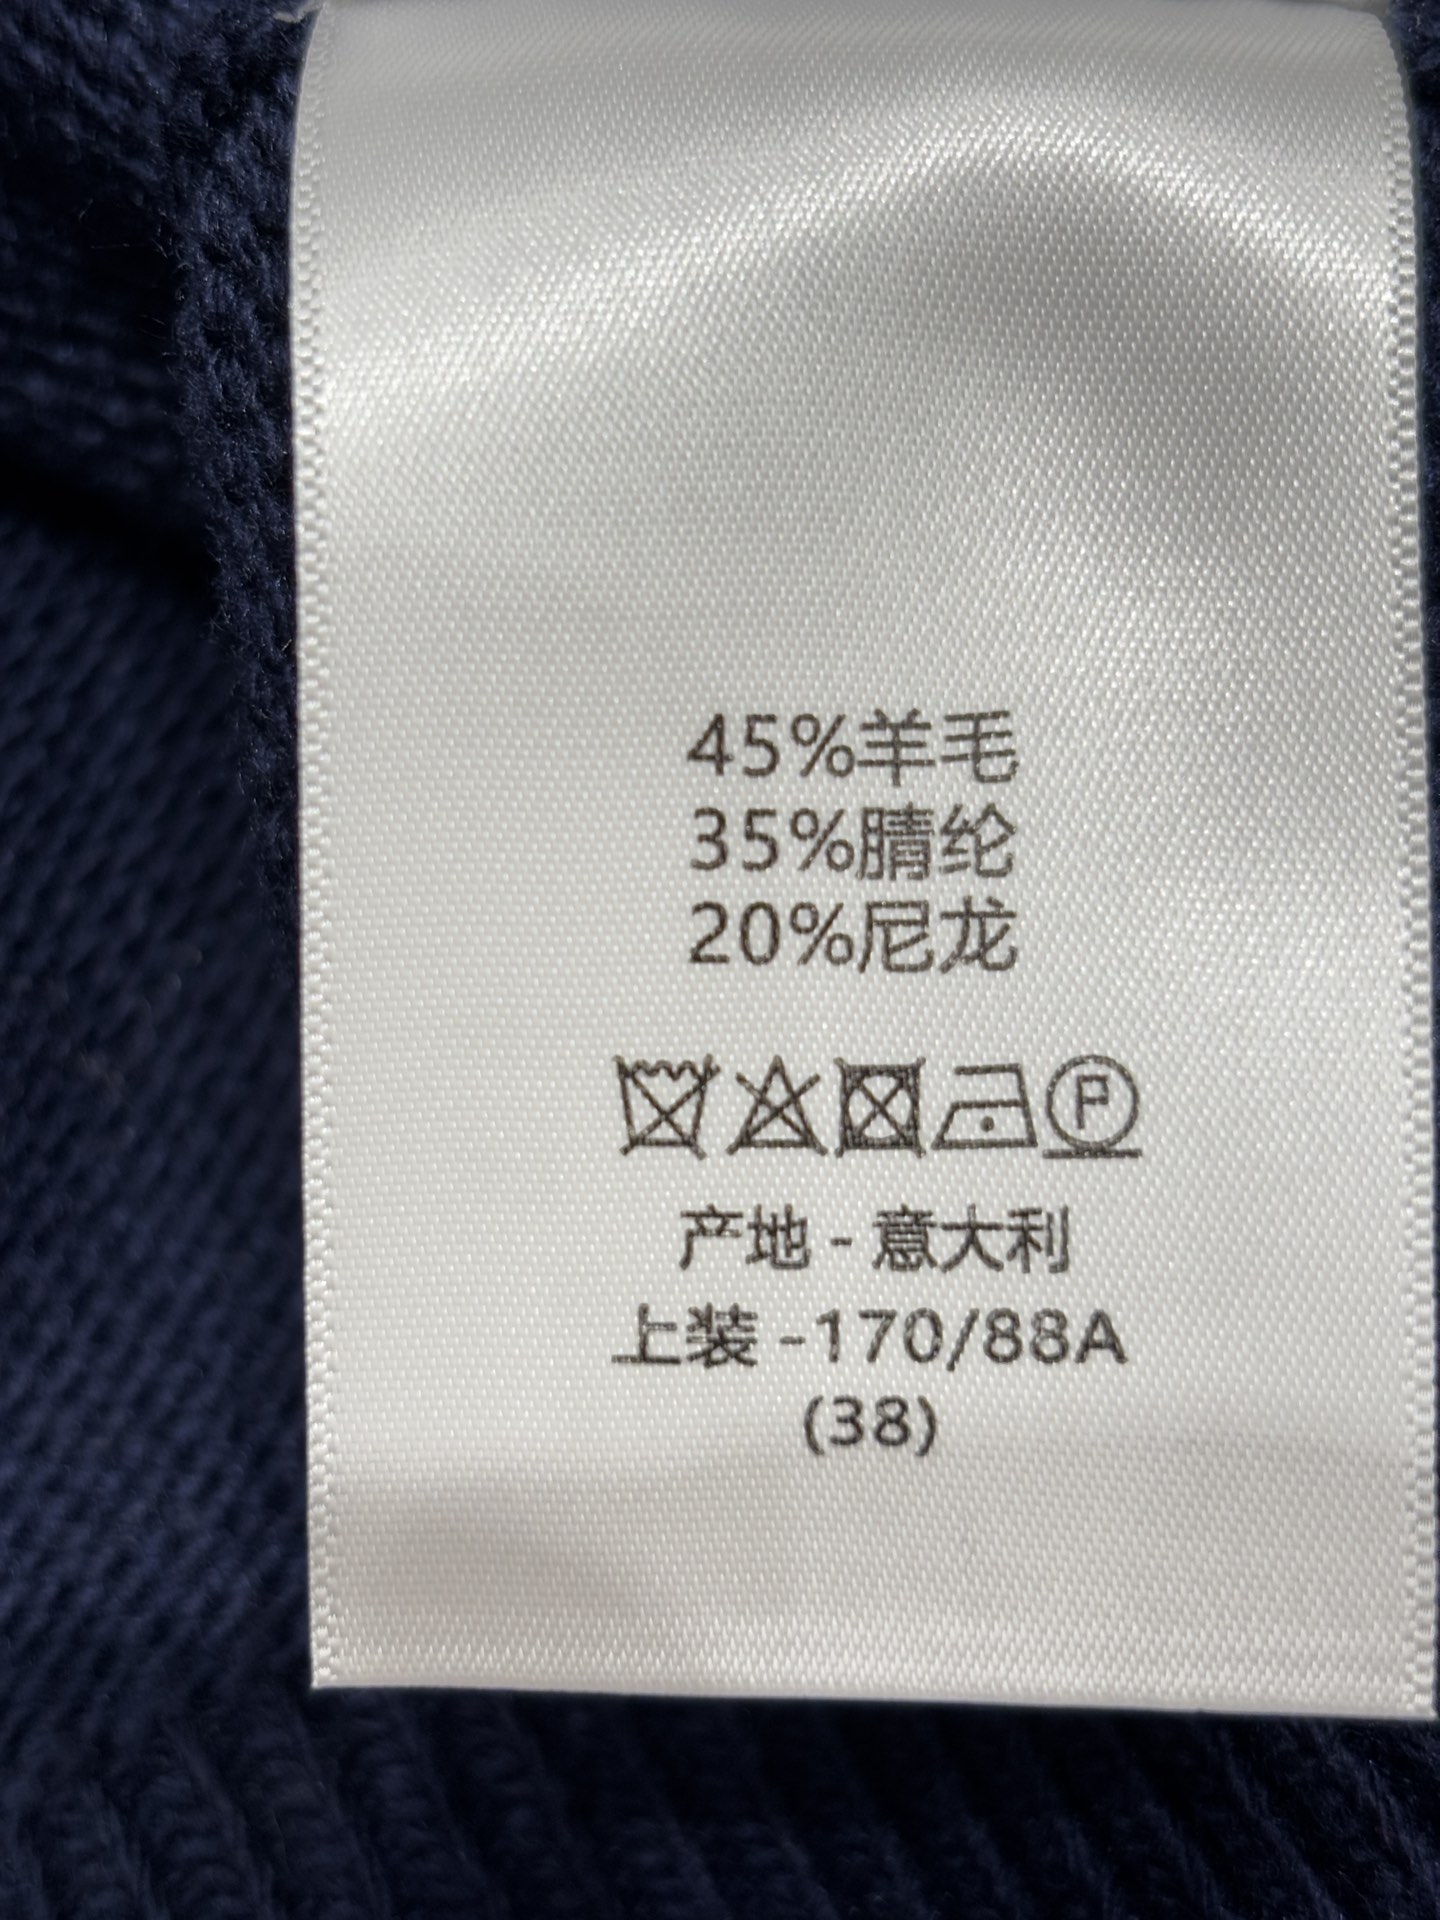 45%羊毛
35%腈纶
20%尼龙
P
产地 - 意大利
上装 -170/88A
(38)